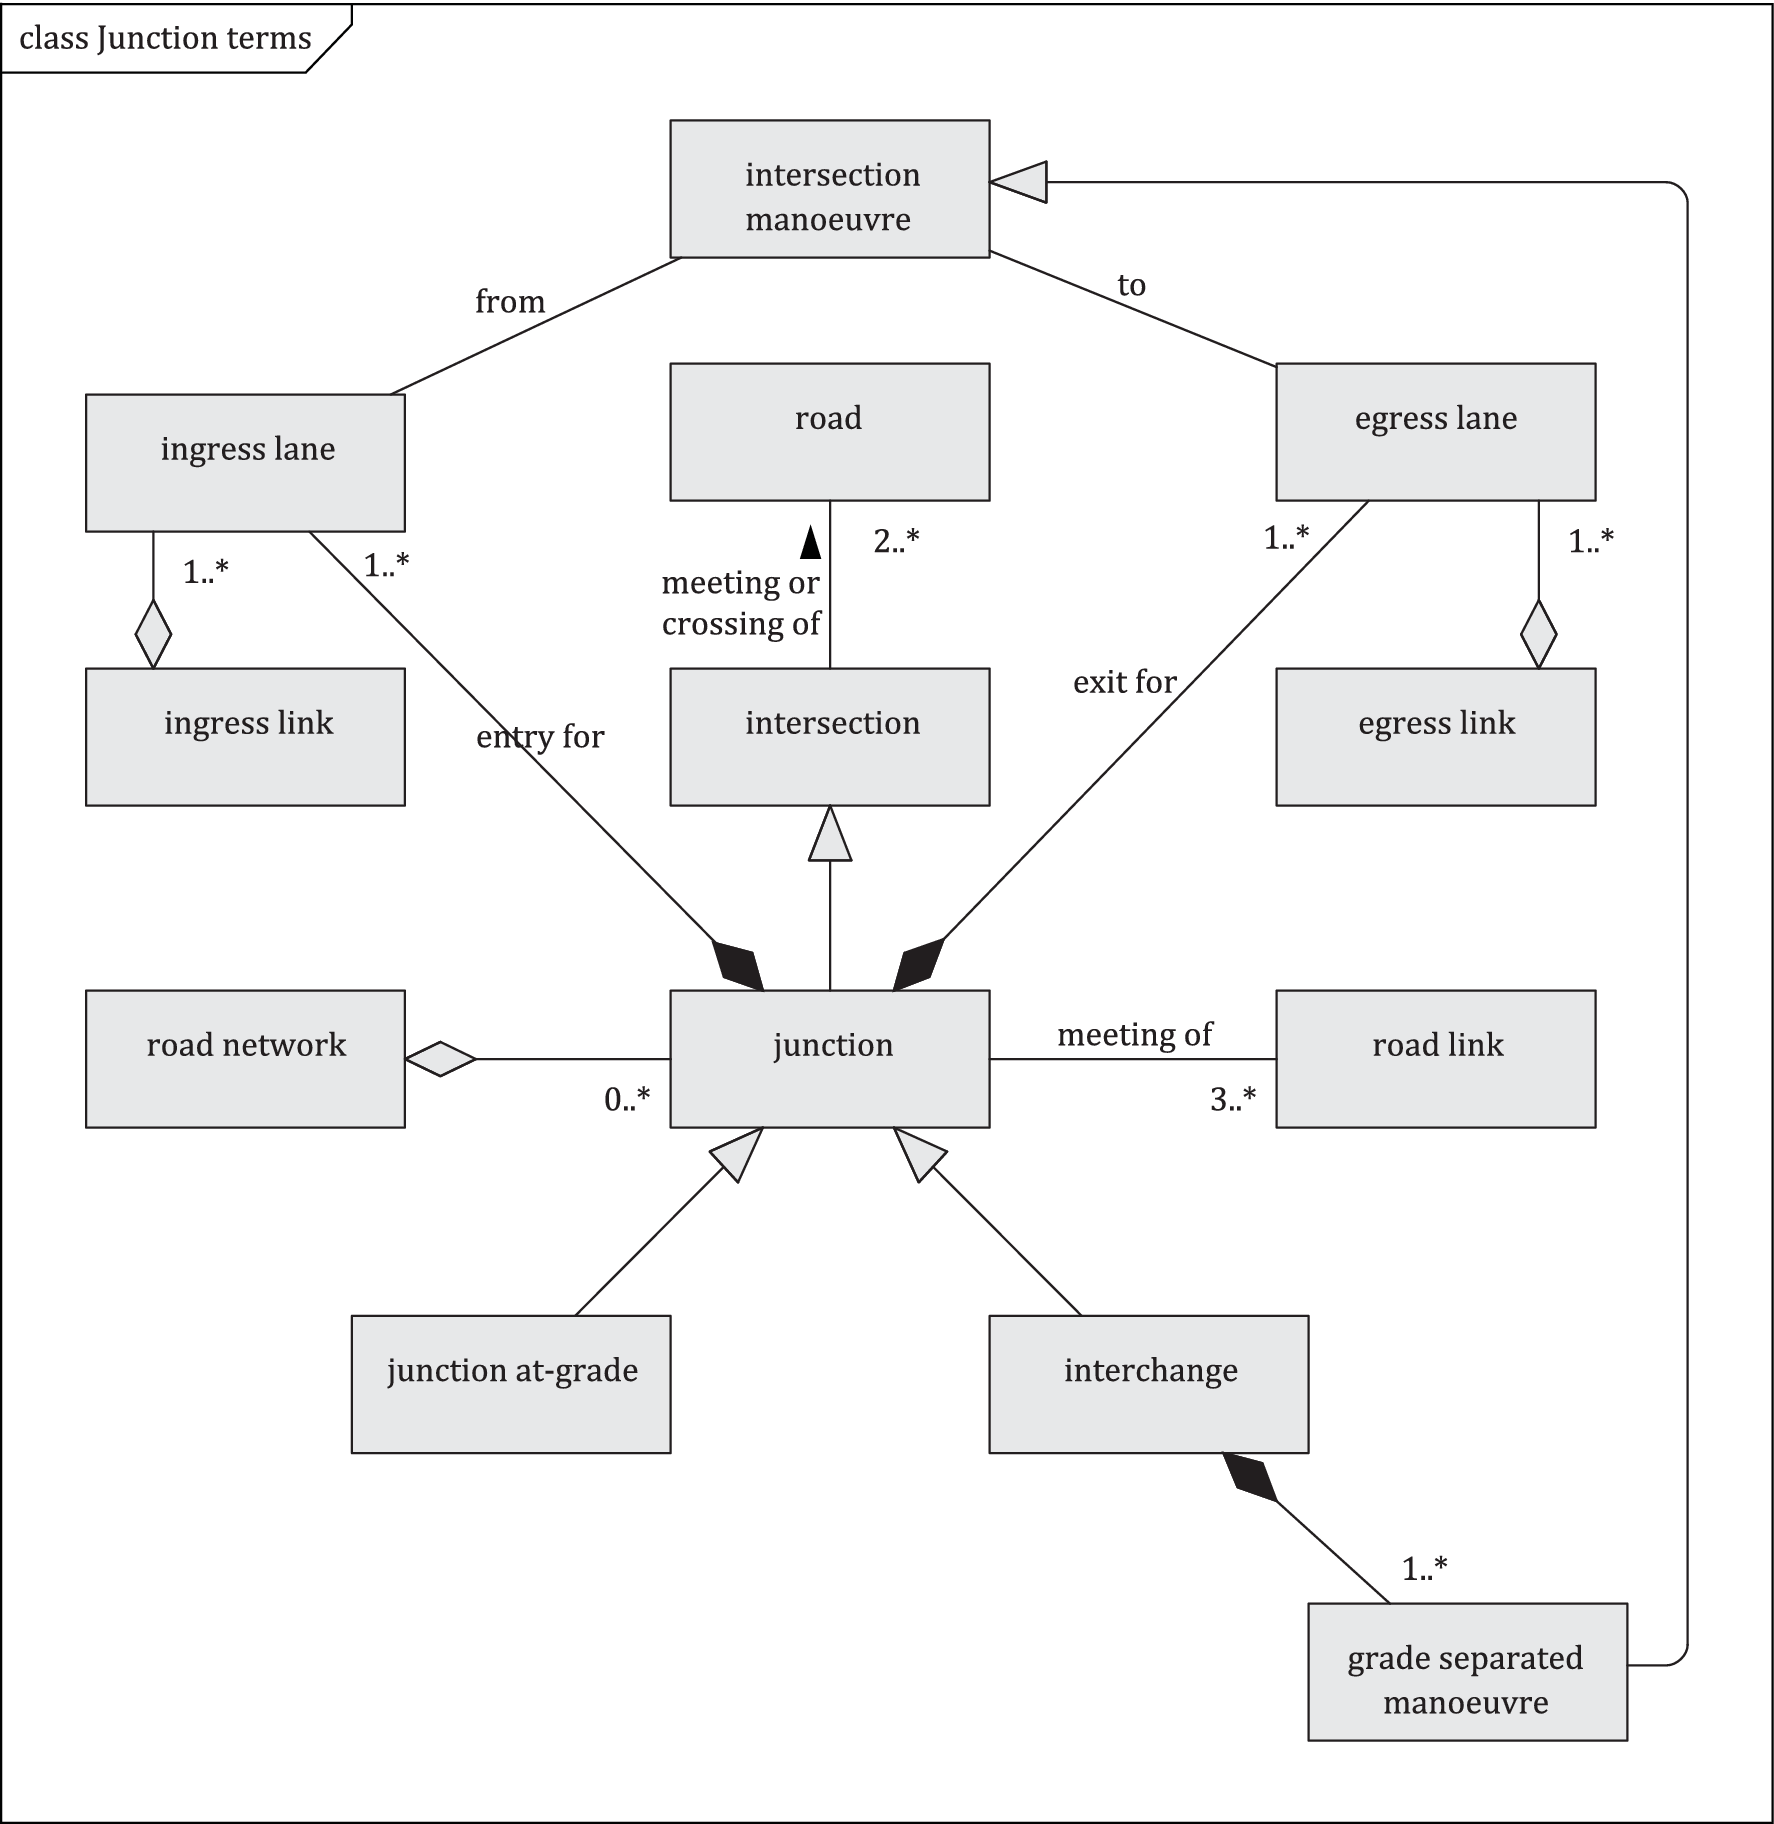 class Junction terms
intersection
manoeuvre
from
to
road
egress lane
ingress lane
1..*
1..*
2..*
1..*
1..*
meeting or
crossing of
exit for
entry for
ingress link
intersection
egress link
road network
junction
meeting of
road link
0..*
3..*
junction at-grade
interchange
1..*
grade separated
manoeuvre